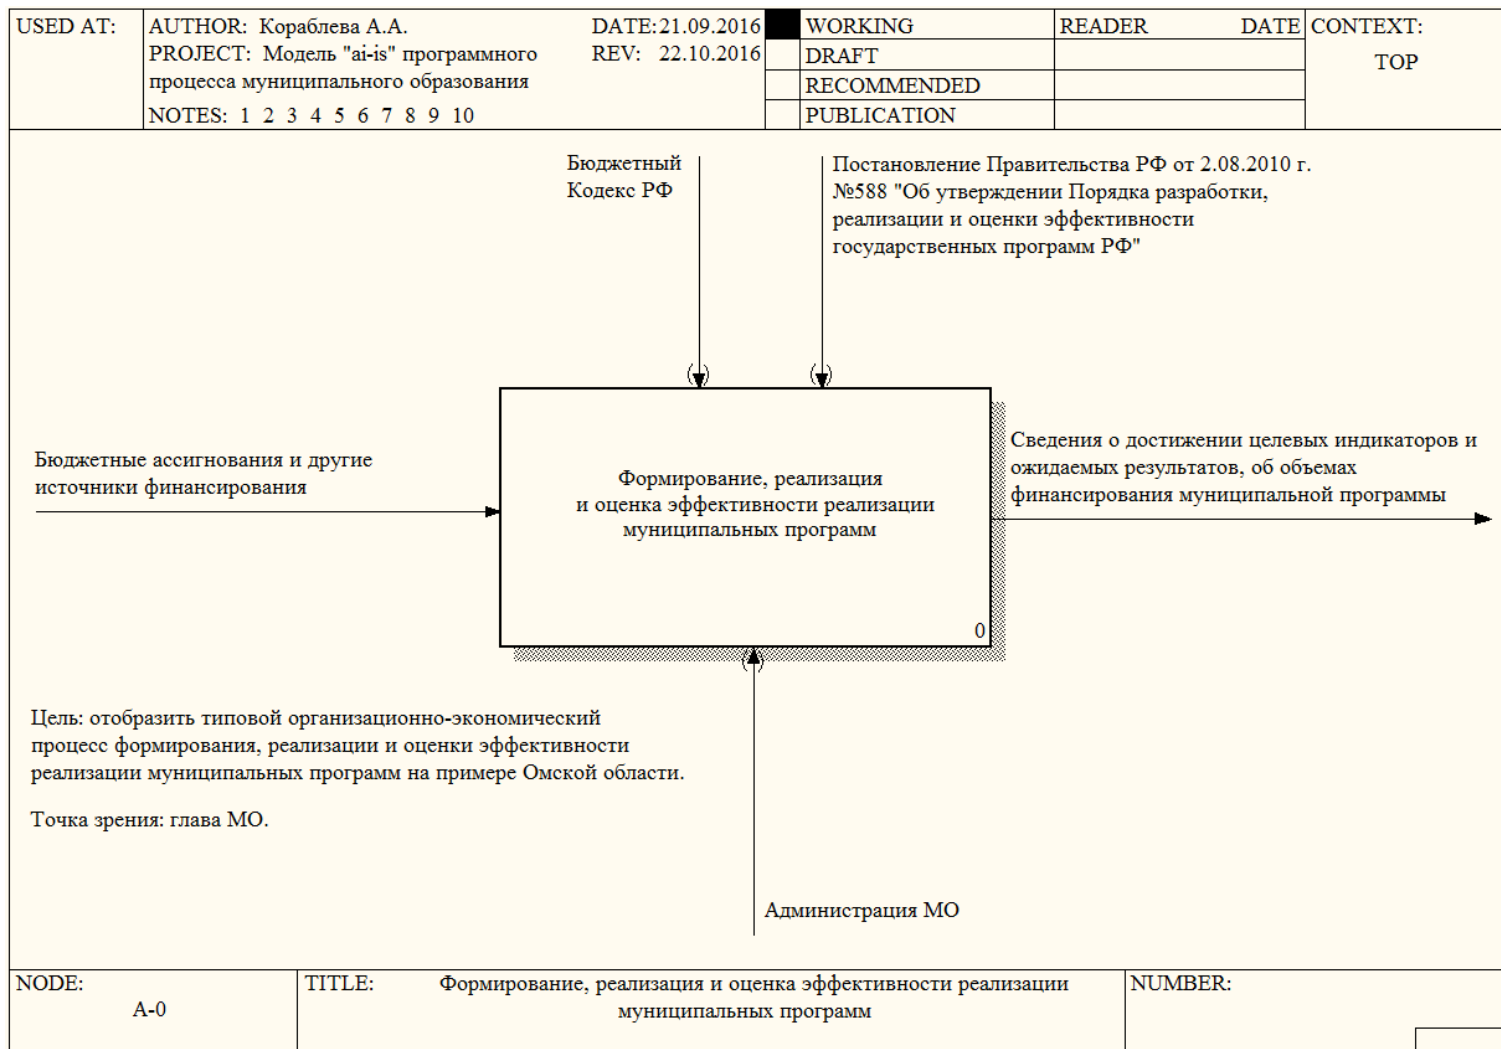 USED AT:
AUTHOR: Кораблева А.А.
DATE:21.09.2016
PROJECT: Модель "ai-is" программного
REV: 22.10.2016
процесса муниципального образования
NOTES: 1 2 3 4 5 6 7 8 9 10
WORKING
DRAFT
RECOMMENDED
PUBLICATION
READER DATE
CONTEXT:
TOP
Бюджетный
Кодекс РФ
Постановление Правительства РФ от 2.08.2010 г.
№588 "Об утверждении Порядка разработки,
реализации и оценки эффективности
государственных программ РФ"
Бюджетные ассигнования и другие
источники финансирования
Формирование, реализация
и оценка эффективности реализации
муниципальных программ
0
Сведения о достижении целевых индикаторов и
ожидаемых результатов, об объемах
финансирования муниципальной программы
Цель: отобразить типовой организационно-экономический
процесс формирования, реализации и оценки эффективности
реализации муниципальных программ на примере Омской области.
Точка зрения: глава МО.
Администрация МО
NODE:
A-0
TITLE:
Формирование, реализация и оценка эффективности реализации
муниципальных программ
NUMBER: